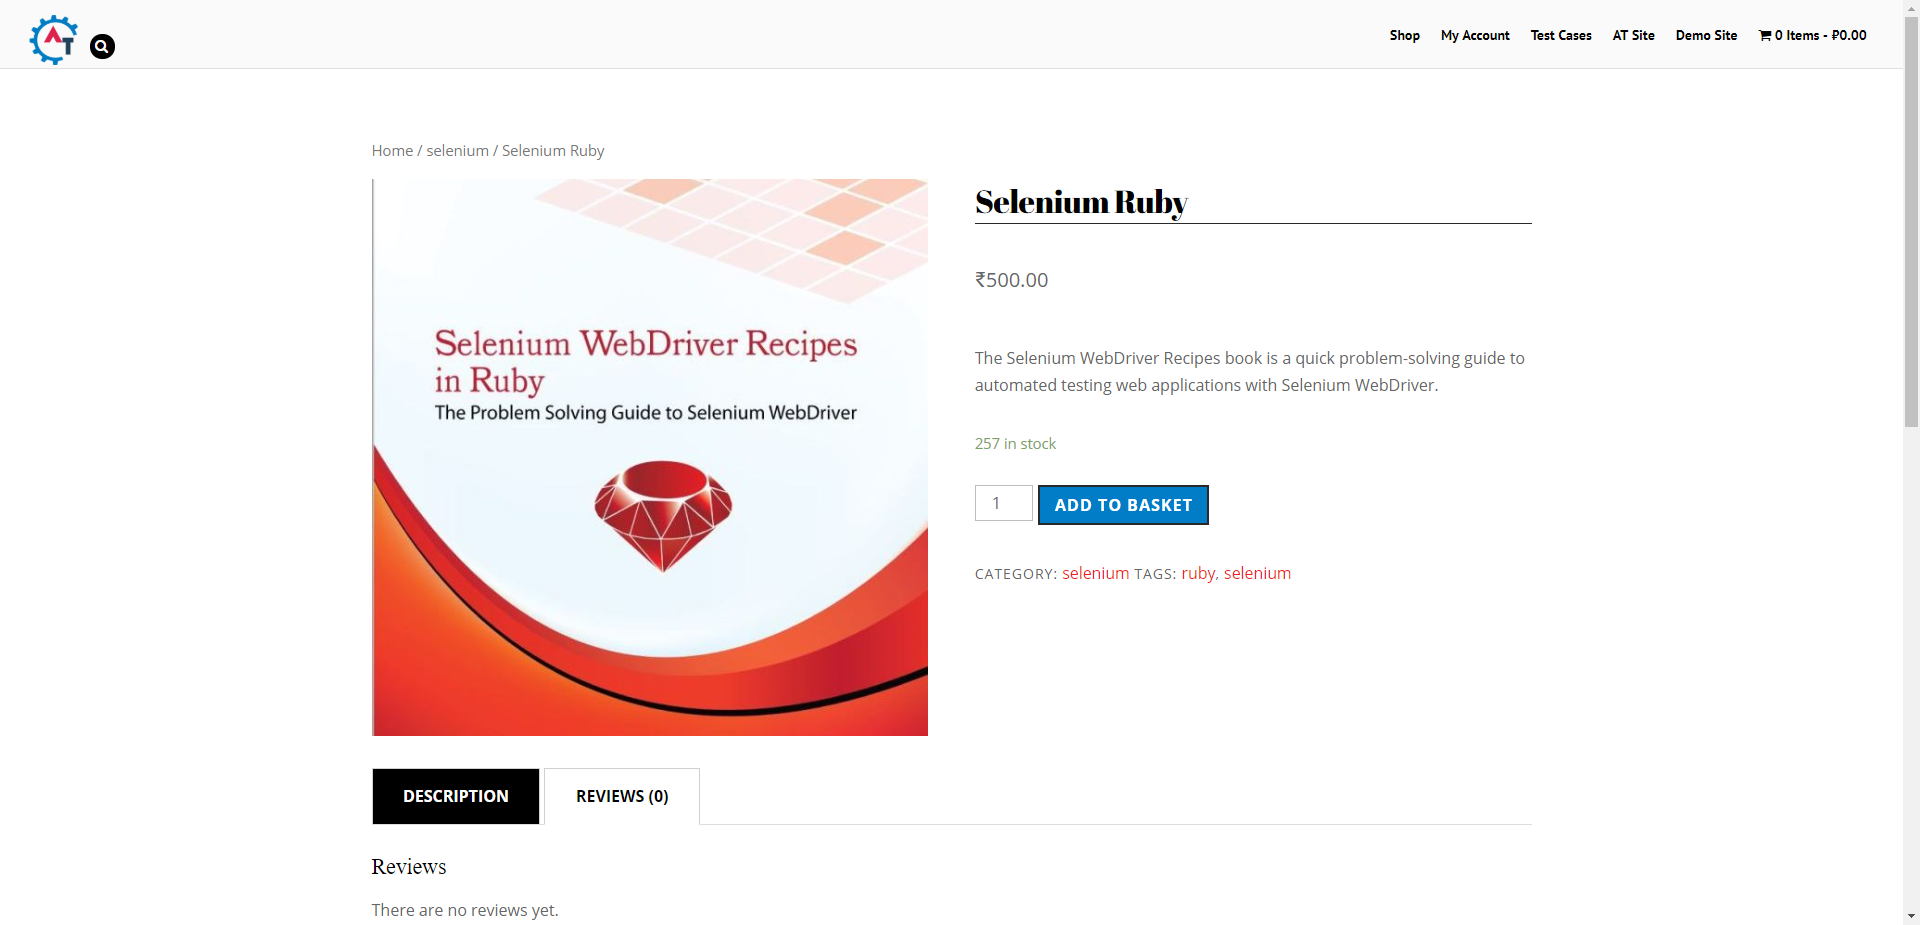 AT
Shop
My Account
Test Cases
AT Site
Demo Site
0 Items - ₽0.00
Home / selenium / Selenium Ruby
Selenium WebDriver Recipes
in Ruby
The Problem Solving Guide to Selenium WebDriver
Selenium Ruby
₹500.00
The Selenium WebDriver Recipes book is a quick problem-solving guide to
automated testing web applications with Selenium WebDriver.
257 in stock
1
ADD TO BASKET
CATEGORY: selenium TAGS: ruby, selenium
DESCRIPTION
REVIEWS (0)
Reviews
There are no reviews yet.